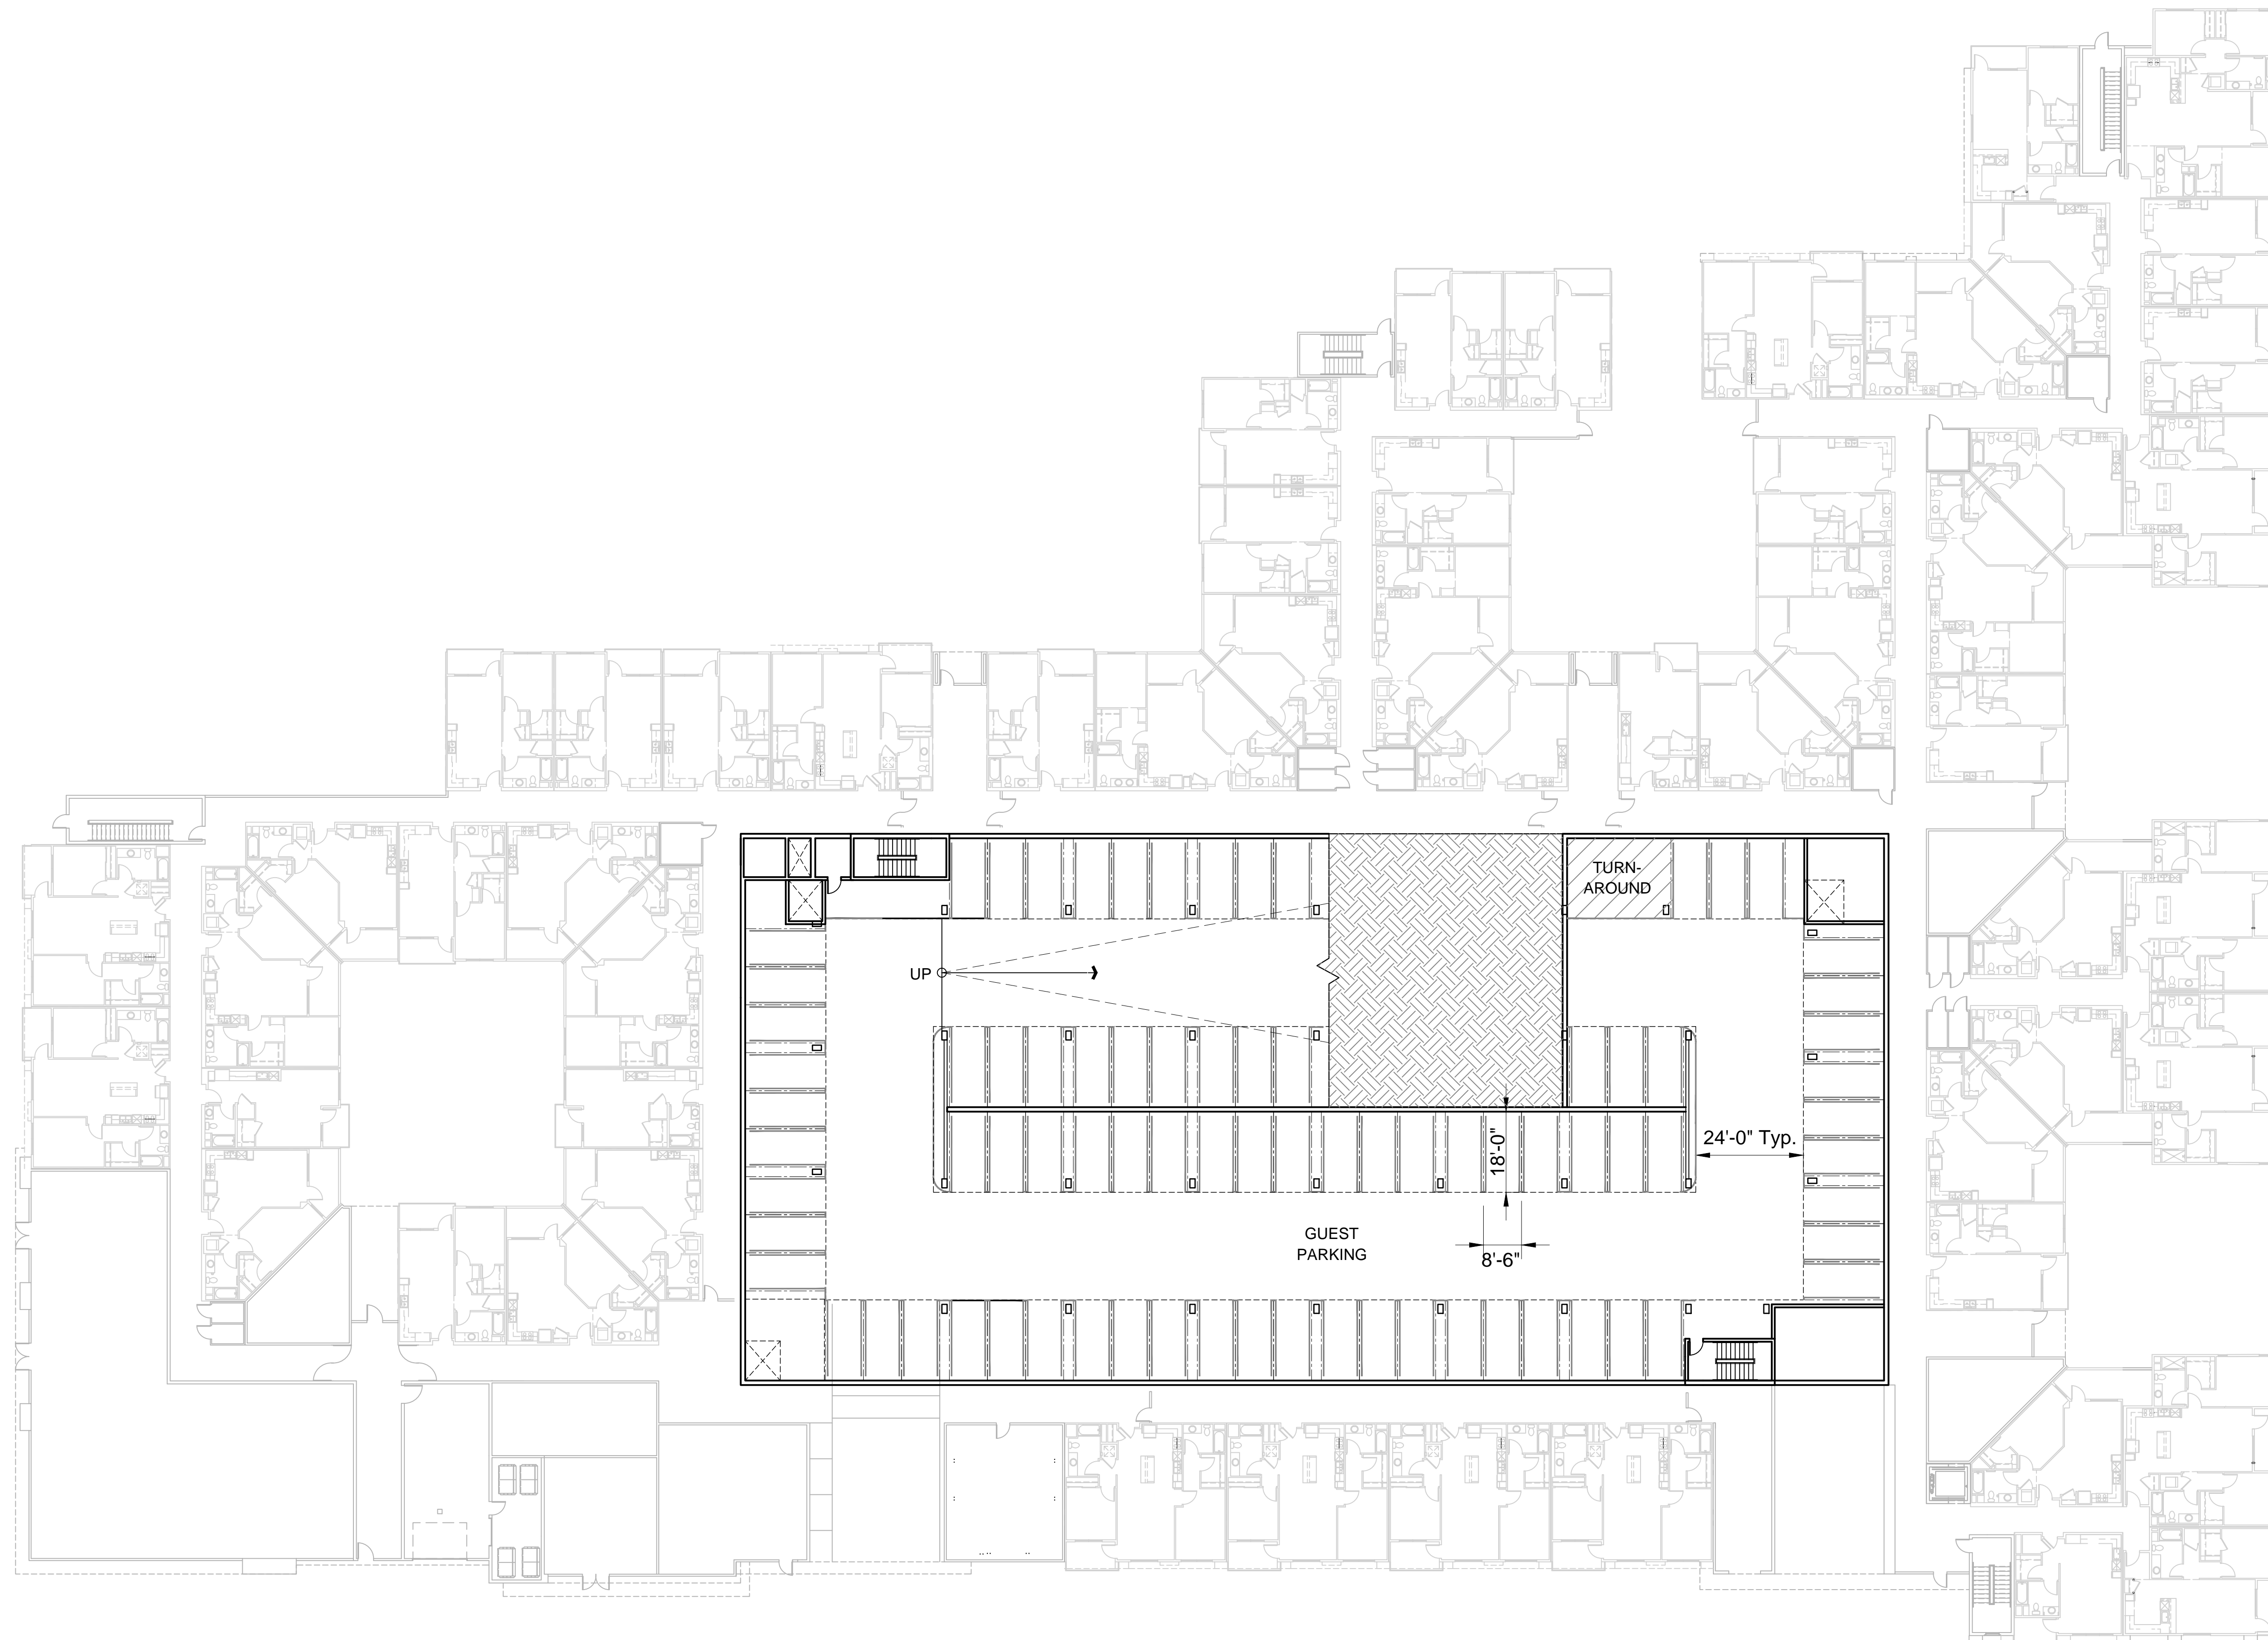 TURN-
AROUND
UP
24'-0" Typ.
18'-0"
GUEST
PARKING
8'-6"